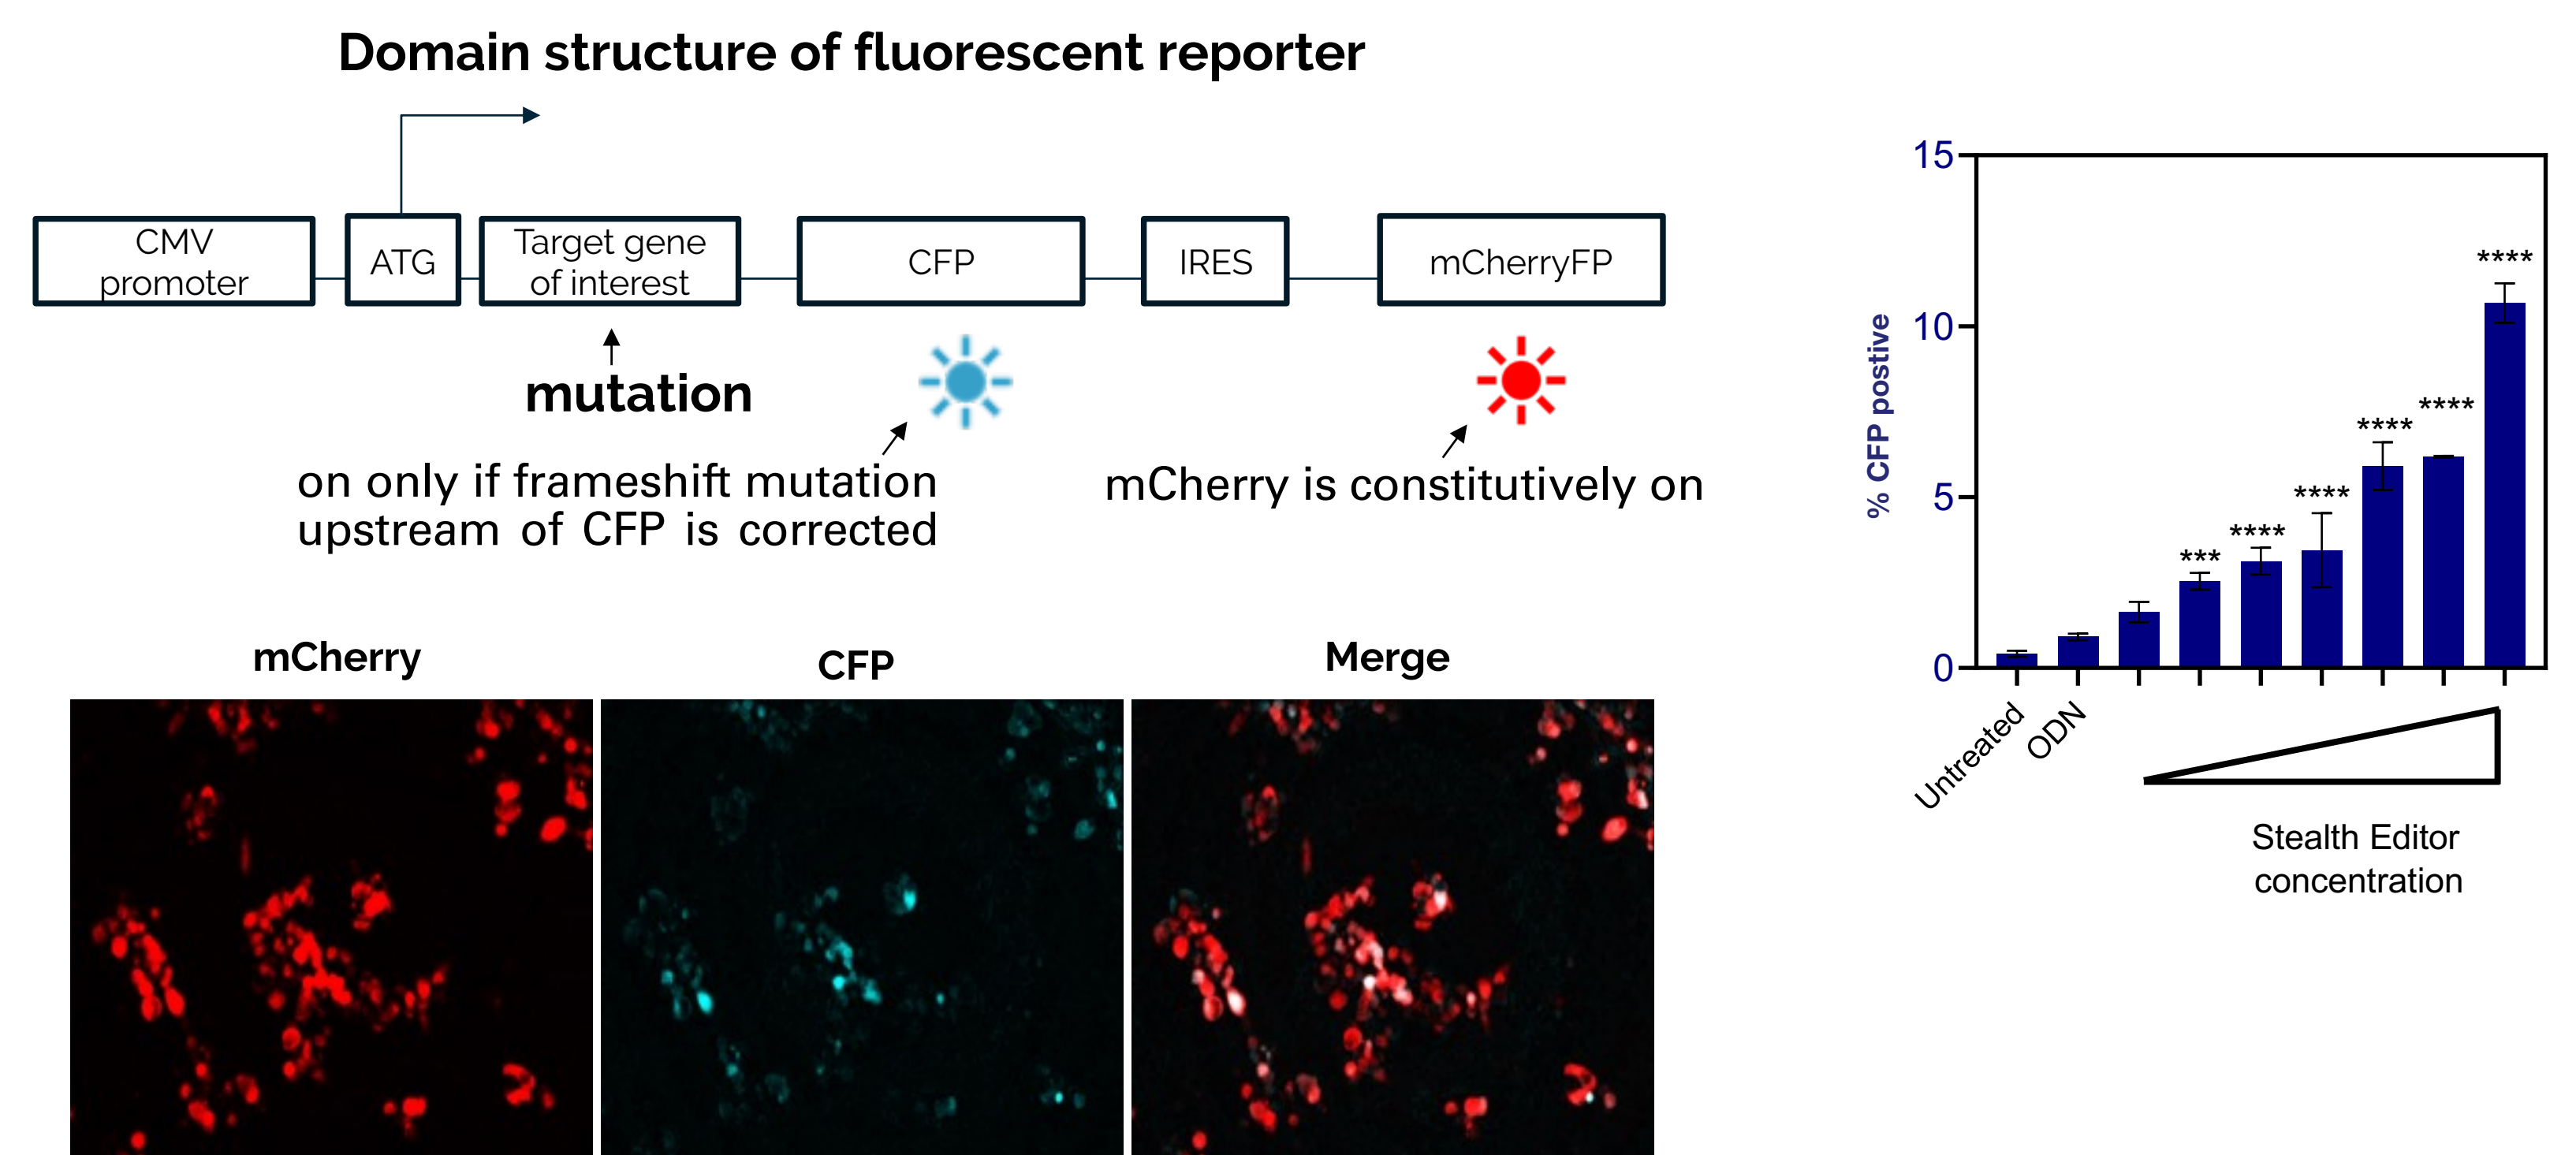 Domain structure of fluorescent reporter
CMV
promoter
ATG
Target gene
of interest
CFP
IRES
mCherryFP
mutation
on only if frameshift mutation
upstream of CFP is corrected
mCherry is constitutively on
mCherry
CFP
Merge
% CFP postive
15
10
5
0
***
****
****
****
****
****
Untreated
ODN
Stealth Editor
concentration